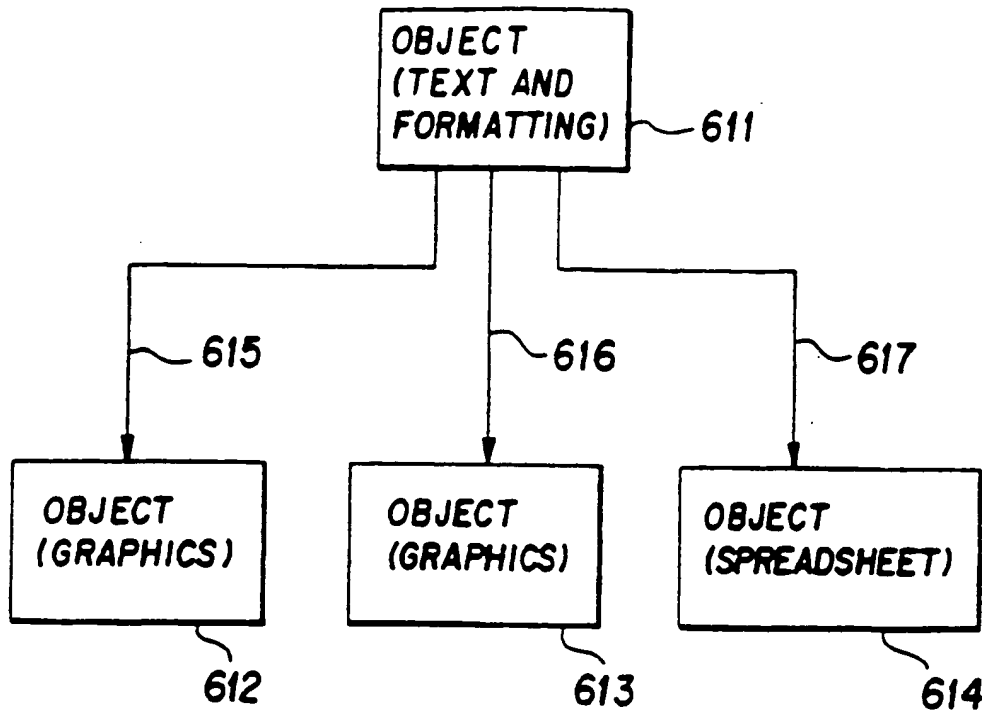 OBJECT
(TEXT AND
FORMATTING)
611
615
616
617
OBJECT
(GRAPHICS)
OBJECT
(GRAPHICS)
OBJECT
(SPREADSHEET)
612
613
614